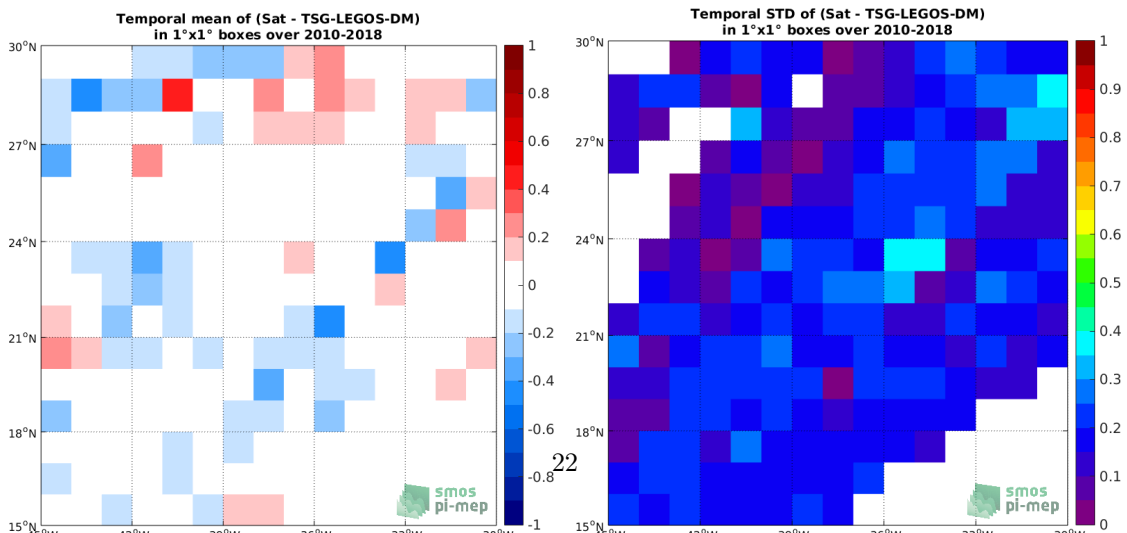 Temporal mean of (Sat - TSG-LEGOS-DM)
in 1°x1° boxes over 2010-2018
30°N
27°N
24°N
21°N
18°N
15°N
1
0.8
0.6
0.4
0.2
0
-0.2
-0.4
-0.6
-0.8
-1
smos
pi-mep
22
Temporal STD of (Sat - TSG-LEGOS-DM)
in 1°x1° boxes over 2010-2018
30°N
27°N
24°N
21°N
18°N
15°N
1
0.9
0.8
0.7
0.6
0.5
0.4
0.3
0.2
0.1
0
smos
pi-mep